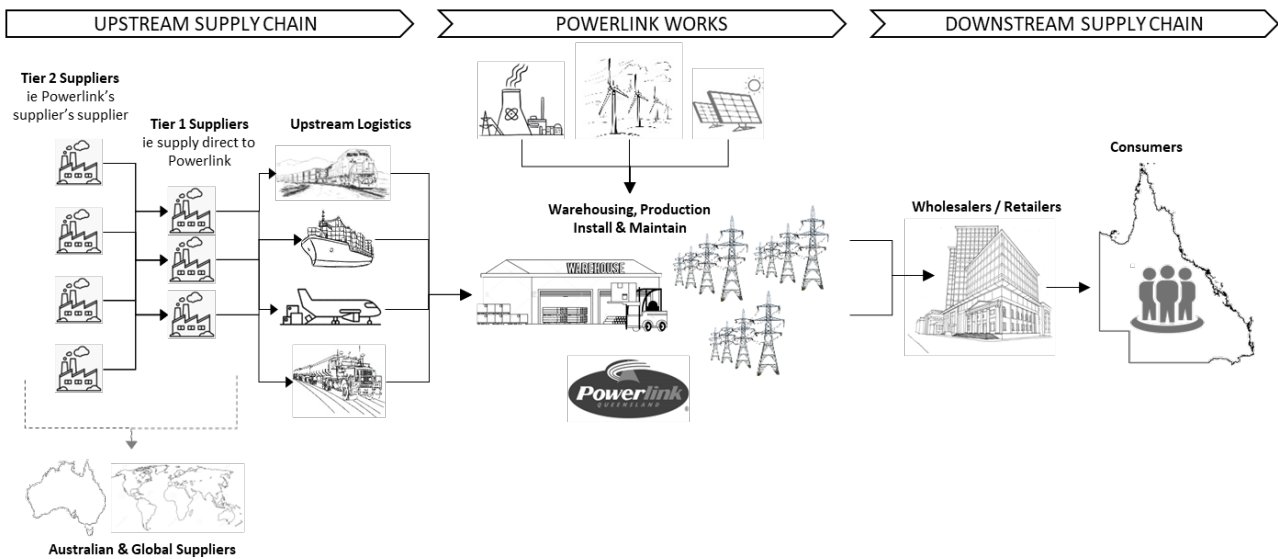 UPSTREAM SUPPLY CHAIN
POWERLINK WORKS
DOWNSTREAM SUPPLY CHAIN
Tier 2 Suppliers
ie Powerlink's
supplier's supplier
Tier 1 Suppliers
ie supply direct to
Powerlink
Upstream Logistics
Warehousing, Production
Install & Maintain
WAREHOUSE
Powerlink
QUEENSLAND
®
Wholesalers / Retailers
Consumers
Australian & Global Suppliers